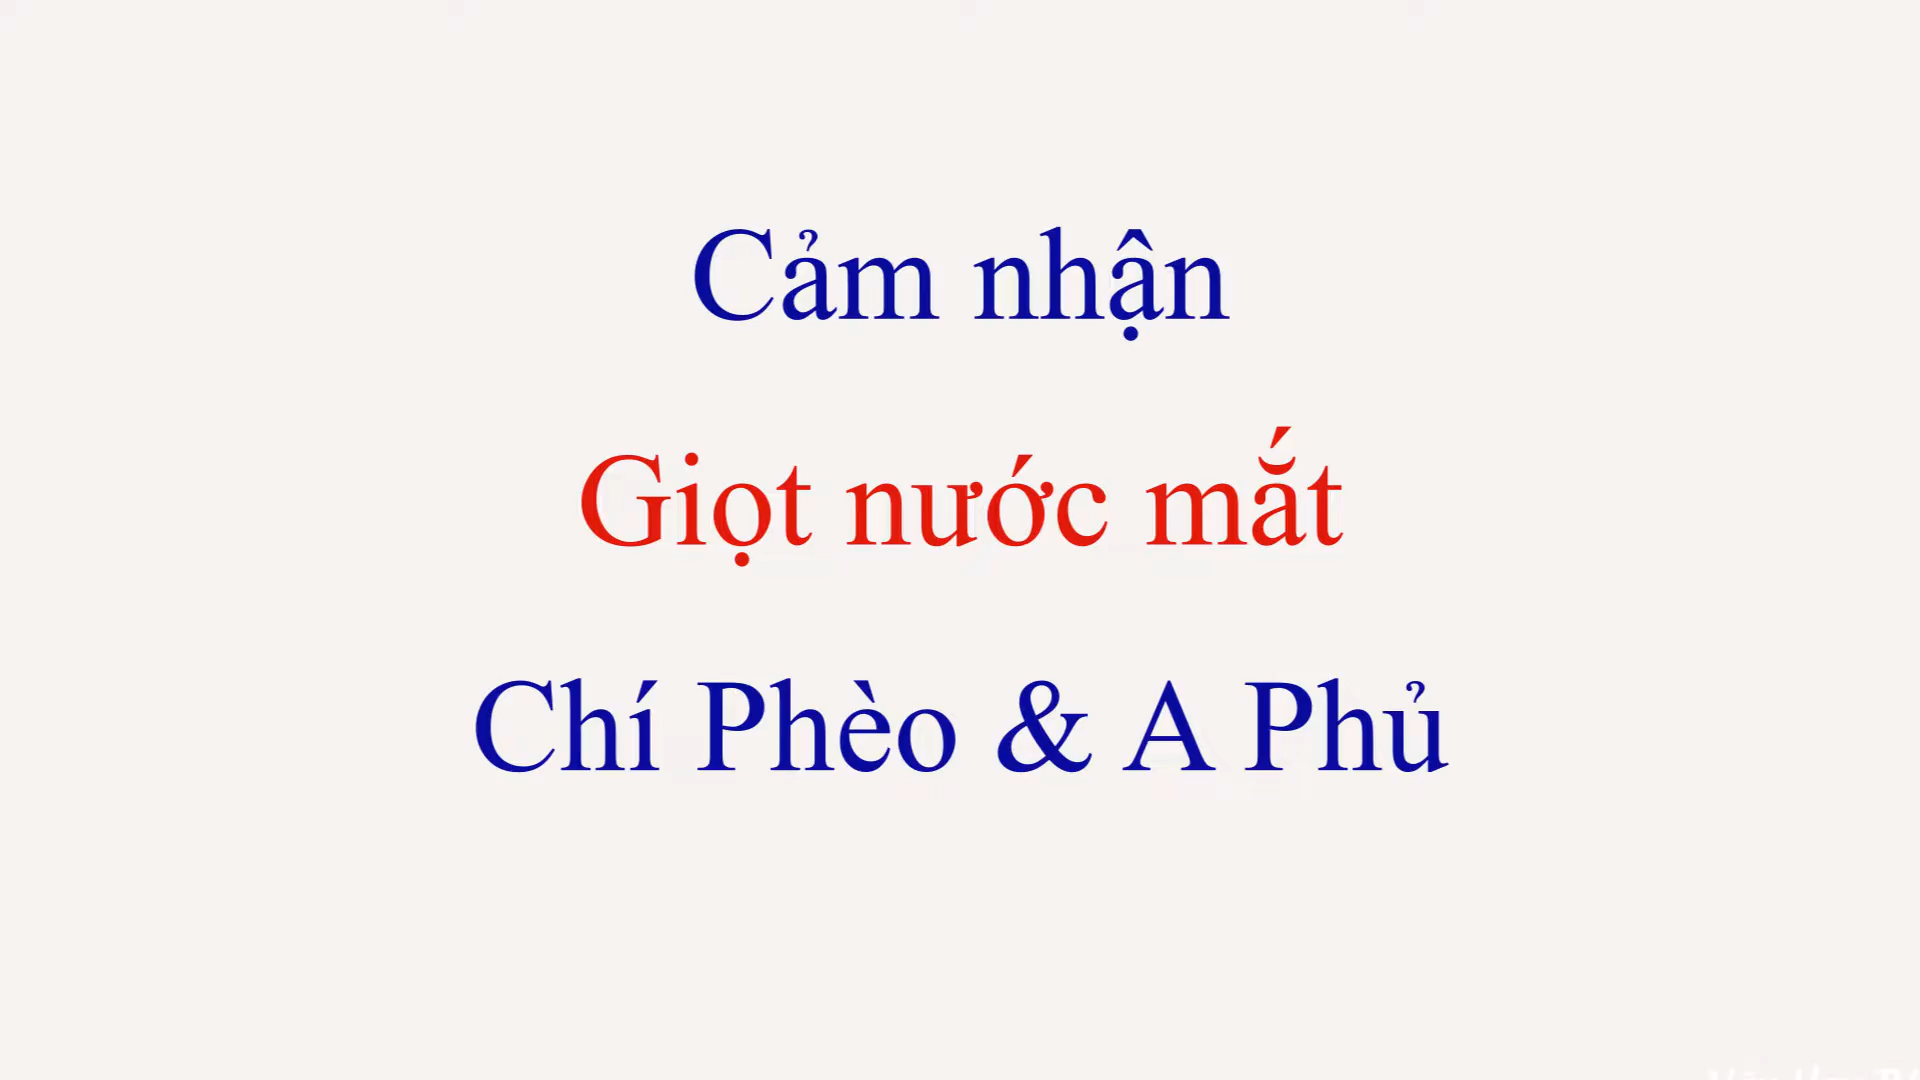 Cảm nhận
Giọt nước mắt
Chí Phèo & A Phủ